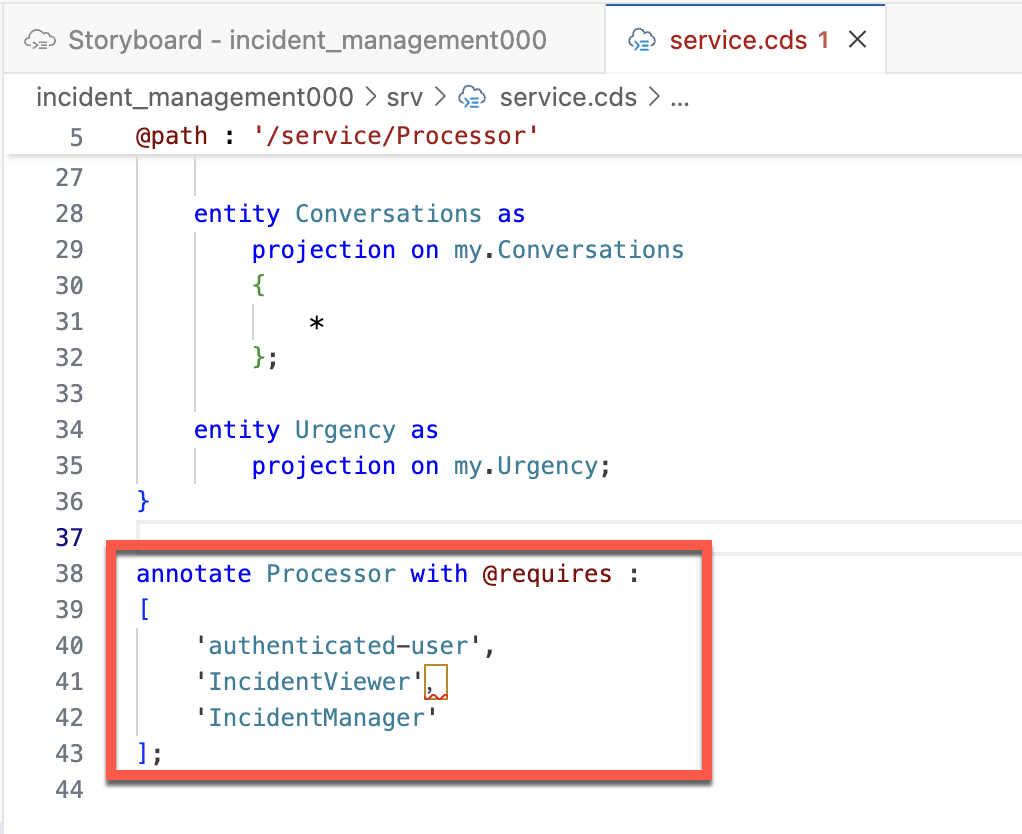 Storyboard - incident_management000
service.cds 1
incident_management000 > srv > service.cds > ...
5 @path : '/service/Processor'
27
28 entity Conversations as
29 projection on my.Conversations
30 {
31 *
32 };
33
34 entity Urgency as
35 projection on my.Urgency;
36 }
37
38 annotate Processor with @requires :
39 [
40 'authenticated-user',
41 'IncidentViewer',
42 'IncidentManager'
43 ];
44